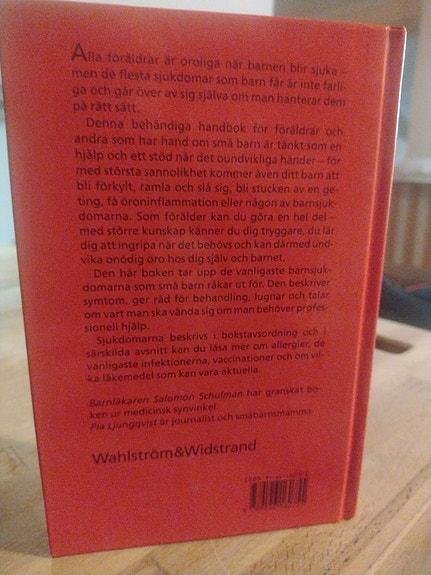 Alla föräldrar är oroliga när barnen blir sjuka –
men de flesta sjukdomar som barn får är inte farli-
ga och går över av sig själva om man hanterar dem
på rätt sätt.
Denna behändiga handbok för föräldrar och
andra som har hand om små barn är tänkt som en
hjälp och ett stöd när det oundvikliga händer – för
med största sannolikhet kommer även ditt barn att
bli förkylt, ramla och slå sig, bli stucken av en ge-
ting, få öroninflammation eller någon av barnsjuk-
domarna. Som förälder kan du göra en hel del –
med större kunskap känner du dig tryggare, du lär
dig att ingripa när det behövs och kan därmed und-
vika onödig oro hos dig själv och barnet.
Den här boken tar upp de vanligaste barnsjuk-
domarna som små barn råkar ut för. Den beskriver
symtom, ger råd för behandling, lugnar och talar
om vart man ska vända sig om man behöver profes-
sionell hjälp.
Sjukdomarna beskrivs i bokstavsordning och i
särskilda avsnitt kan du läsa mer om allergier, de
vanligaste infektionerna, vaccinationer och om vil-
ka läkemedel som kan vara aktuella.
Barnläkaren Salomon Schulman har granskat bo-
ken ur medicinsk synvinkel.
Pia Ljungqvist är journalist och småbarnsmamma.
Wahlström&Widstrand
ISBN